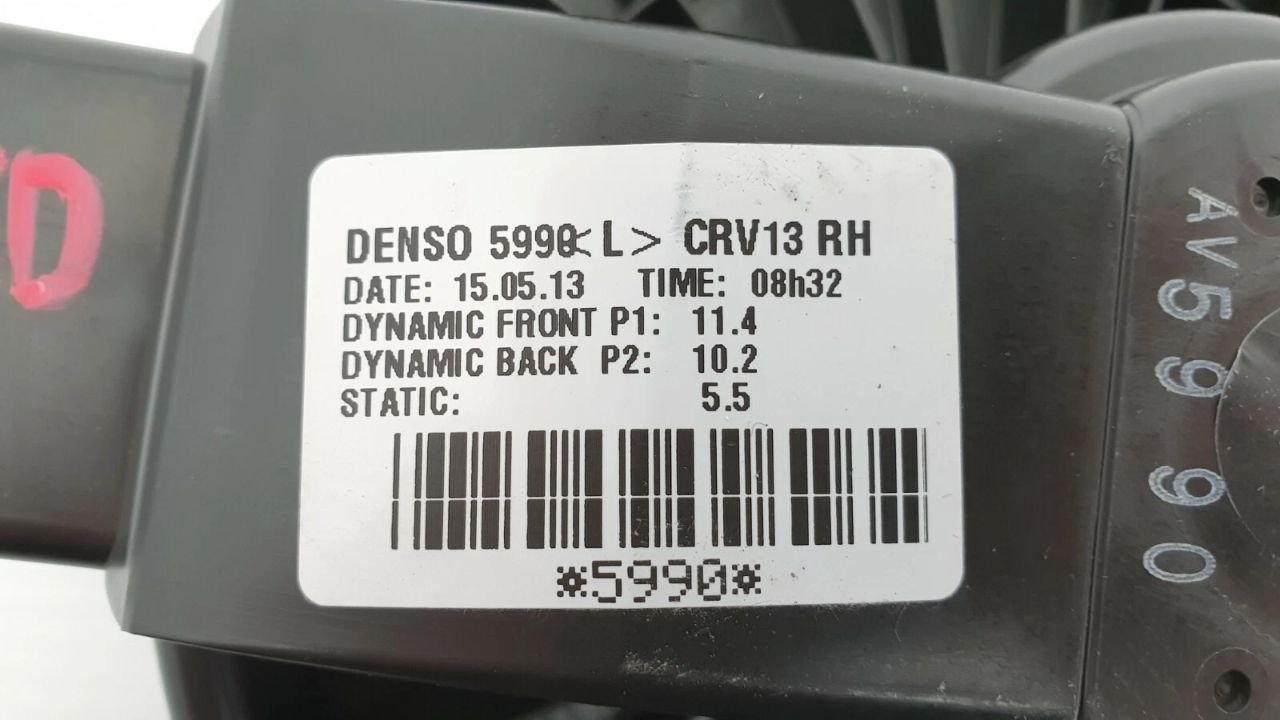 DENSO 5990<L> CRV13 RH
DATE: 15.05.13 TIME: 08h32
DYNAMIC FRONT P1: 11.4
DYNAMIC BACK P2: 10.2
STATIC: 5.5
*5990*
AV5990
D